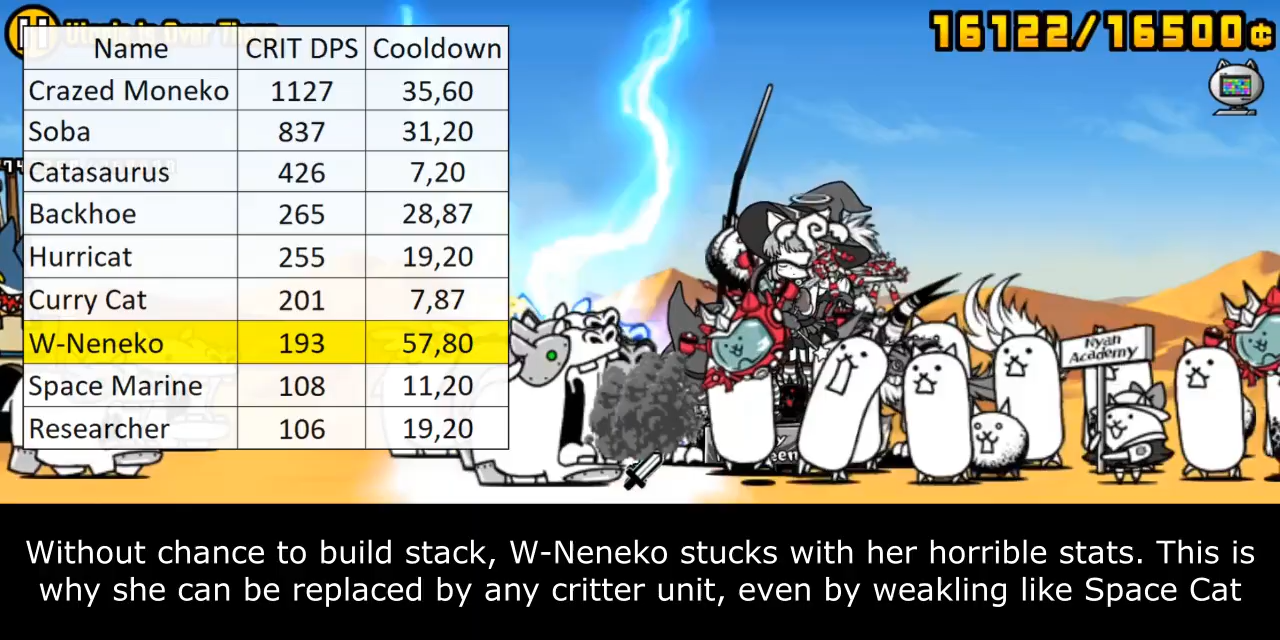 16122/16500¢
Name CRIT DPS Cooldown
Crazed Moneko 1127 35,60
Soba 837 31,20
Catasaurus 426 7,20
Backhoe 265 28,87
Hurricat 255 19,20
Curry Cat 201 7,87
W-Neneko 193 57,80
Space Marine 108 11,20
Researcher 106 19,20
Nyan
Academy
Without chance to build stack, W-Neneko stucks with her horrible stats. This is
why she can be replaced by any critter unit, even by weakling like Space Cat